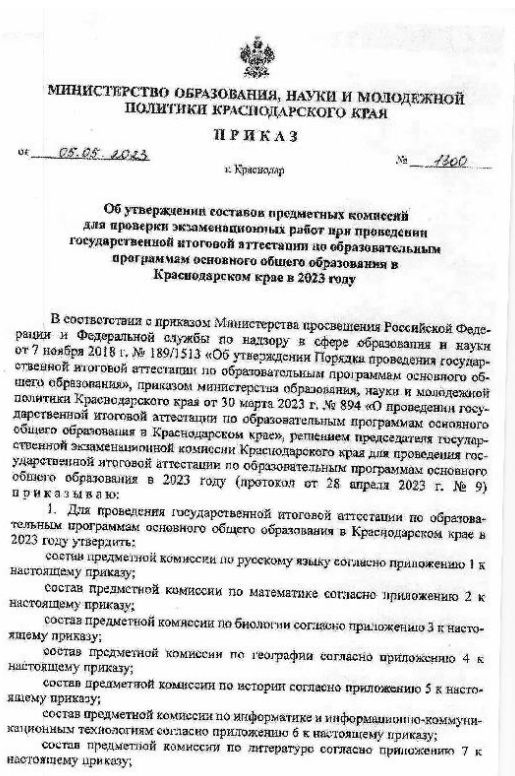 МИНИСТЕРСТВО ОБРАЗОВАНИЯ, НАУКИ И МОЛОДЕЖНОЙ
ПОЛИТИКИ КРАСНОДАРСКОГО КРАЯ
П Р И К А З
от 05.05.2023
№ 1300
г. Краснодар
Об утверждении составов предметных комиссий
для проверки экзаменационных работ при проведении
государственной итоговой аттестации по образовательным
программам основного общего образования в
Краснодарском крае в 2023 году
В соответствии с приказом Министерства просвещения Российской Феде-
рации и Федеральной службы по надзору в сфере образования и науки
от 7 ноября 2018 г. № 189/1513 «Об утверждении Порядка проведения государ-
ственной итоговой аттестации по образовательным программам основного об-
щего образования», приказом министерства образования, науки и молодежной
политики Краснодарского края от 30 марта 2023 г. № 894 «О проведении госу-
дарственной итоговой аттестации по образовательным программам основного
общего образования в Краснодарском крае», решением председателя государ-
ственной экзаменационной комиссии Краснодарского края для проведения гос-
ударственной итоговой аттестации по образовательным программам основного
общего образования в 2023 году (протокол от 28 апреля 2023 г. № 9)
п р и к а з ы в а ю:
1. Для проведения государственной итоговой аттестации по образова-
тельным программам основного общего образования в Краснодарском крае в
2023 году утвердить:
состав предметной комиссии по русскому языку согласно приложению 1 к
настоящему приказу;
состав предметной комиссии по математике согласно приложению 2 к
настоящему приказу;
состав предметной комиссии по биологии согласно приложению 3 к насто-
ящему приказу;
состав предметной комиссии по географии согласно приложению 4 к
настоящему приказу;
состав предметной комиссии по истории согласно приложению 5 к насто-
ящему приказу;
состав предметной комиссии по информатике и информационно-коммуни-
кационным технологиям согласно приложению 6 к настоящему приказу;
состав предметной комиссии по литературе согласно приложению 7 к
настоящему приказу;